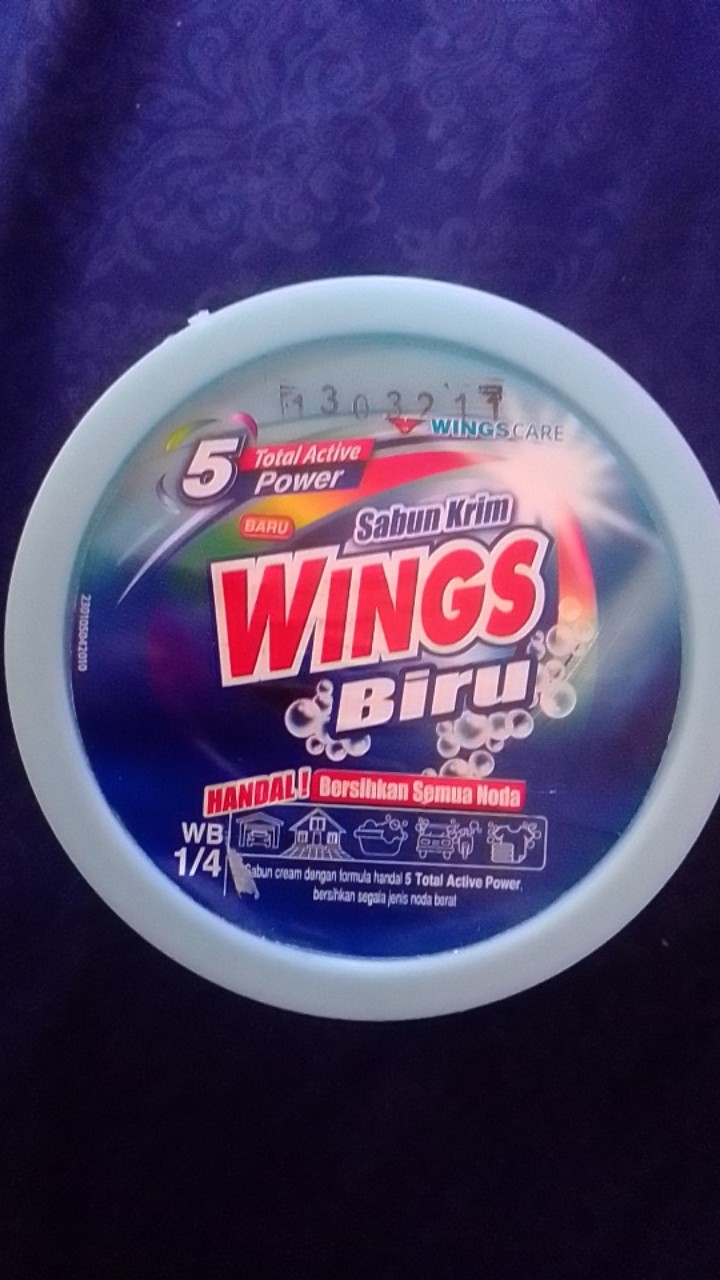 WINGSCARE
5 Total Active
Power
BARU
Sabun Krim
WINGS
Biru
HANDAL! Bersihkan Semua Noda
WB
1/4
Sabun cream dengan formula handal 5 Total Active Power,
bersihkan segala jenis noda berat
230105042010